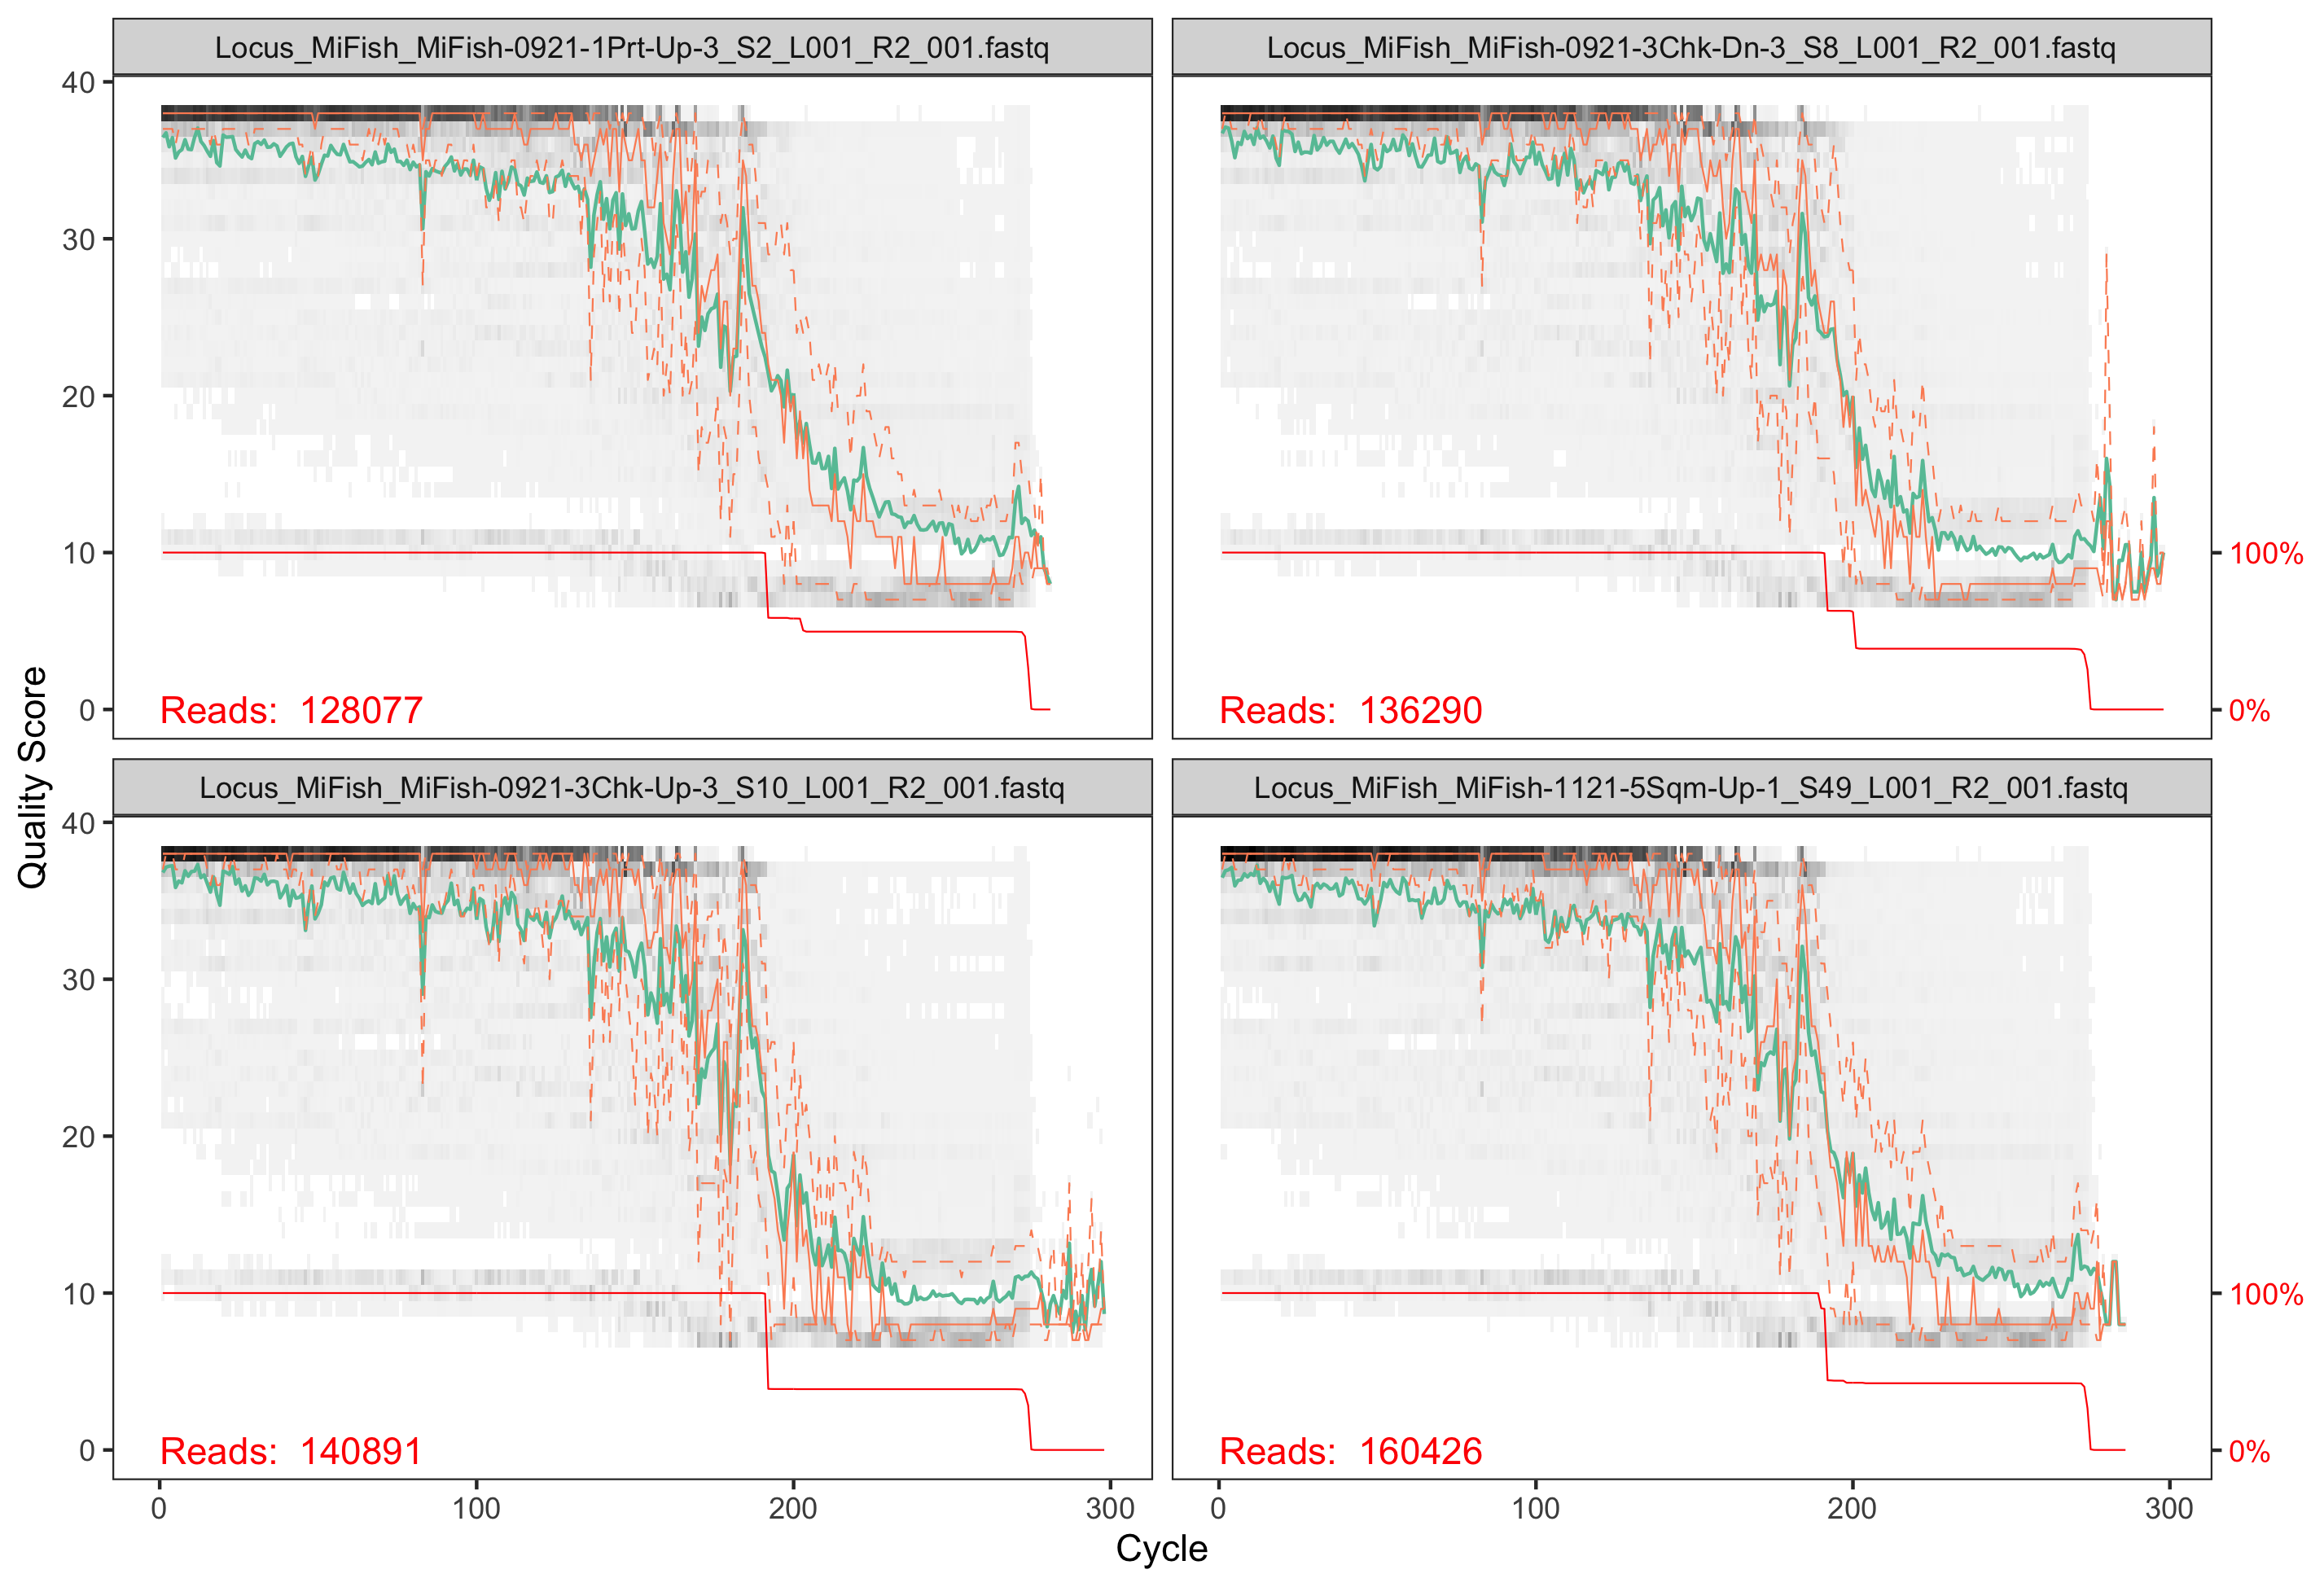 Locus_MiFish_MiFish-0921-1Prt-Up-3_S2_L001_R2_001.fastq
Locus_MiFish_MiFish-0921-3Chk-Dn-3_S8_L001_R2_001.fastq
40
30
20
10
0
Reads: 128077
Reads: 136290
100%
0%
Quality Score
Locus_MiFish_MiFish-0921-3Chk-Up-3_S10_L001_R2_001.fastq
Locus_MiFish_MiFish-1121-5Sqm-Up-1_S49_L001_R2_001.fastq
40
30
20
10
0
Reads: 140891
Reads: 160426
100%
0%
0 100 200 300
0 100 200 300
Cycle